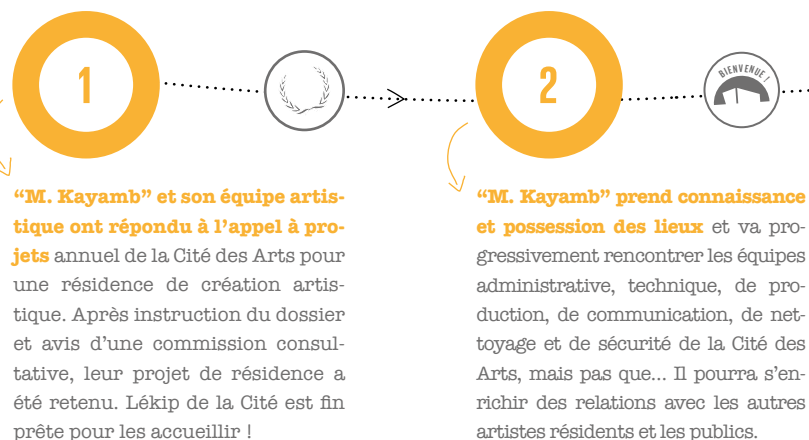 1
“M. Kayamb” et son équipe artis-
tique ont répondu à l’appel à pro-
jets annuel de la Cité des Arts pour
une résidence de création artis-
tique. Après instruction du dossier
et avis d’une commission consul-
tative, leur projet de résidence a
été retenu. Lékip de la Cité est fin
prête pour les accueillir !
2
BIENVENUE !
“M. Kayamb” prend connaissance
et possession des lieux et va pro-
gressivement rencontrer les équipes
administrative, technique, de pro-
duction, de communication, de net-
toyage et de sécurité de la Cité des
Arts, mais pas que... Il pourra s’en-
richir des relations avec les autres
artistes résidents et les publics.